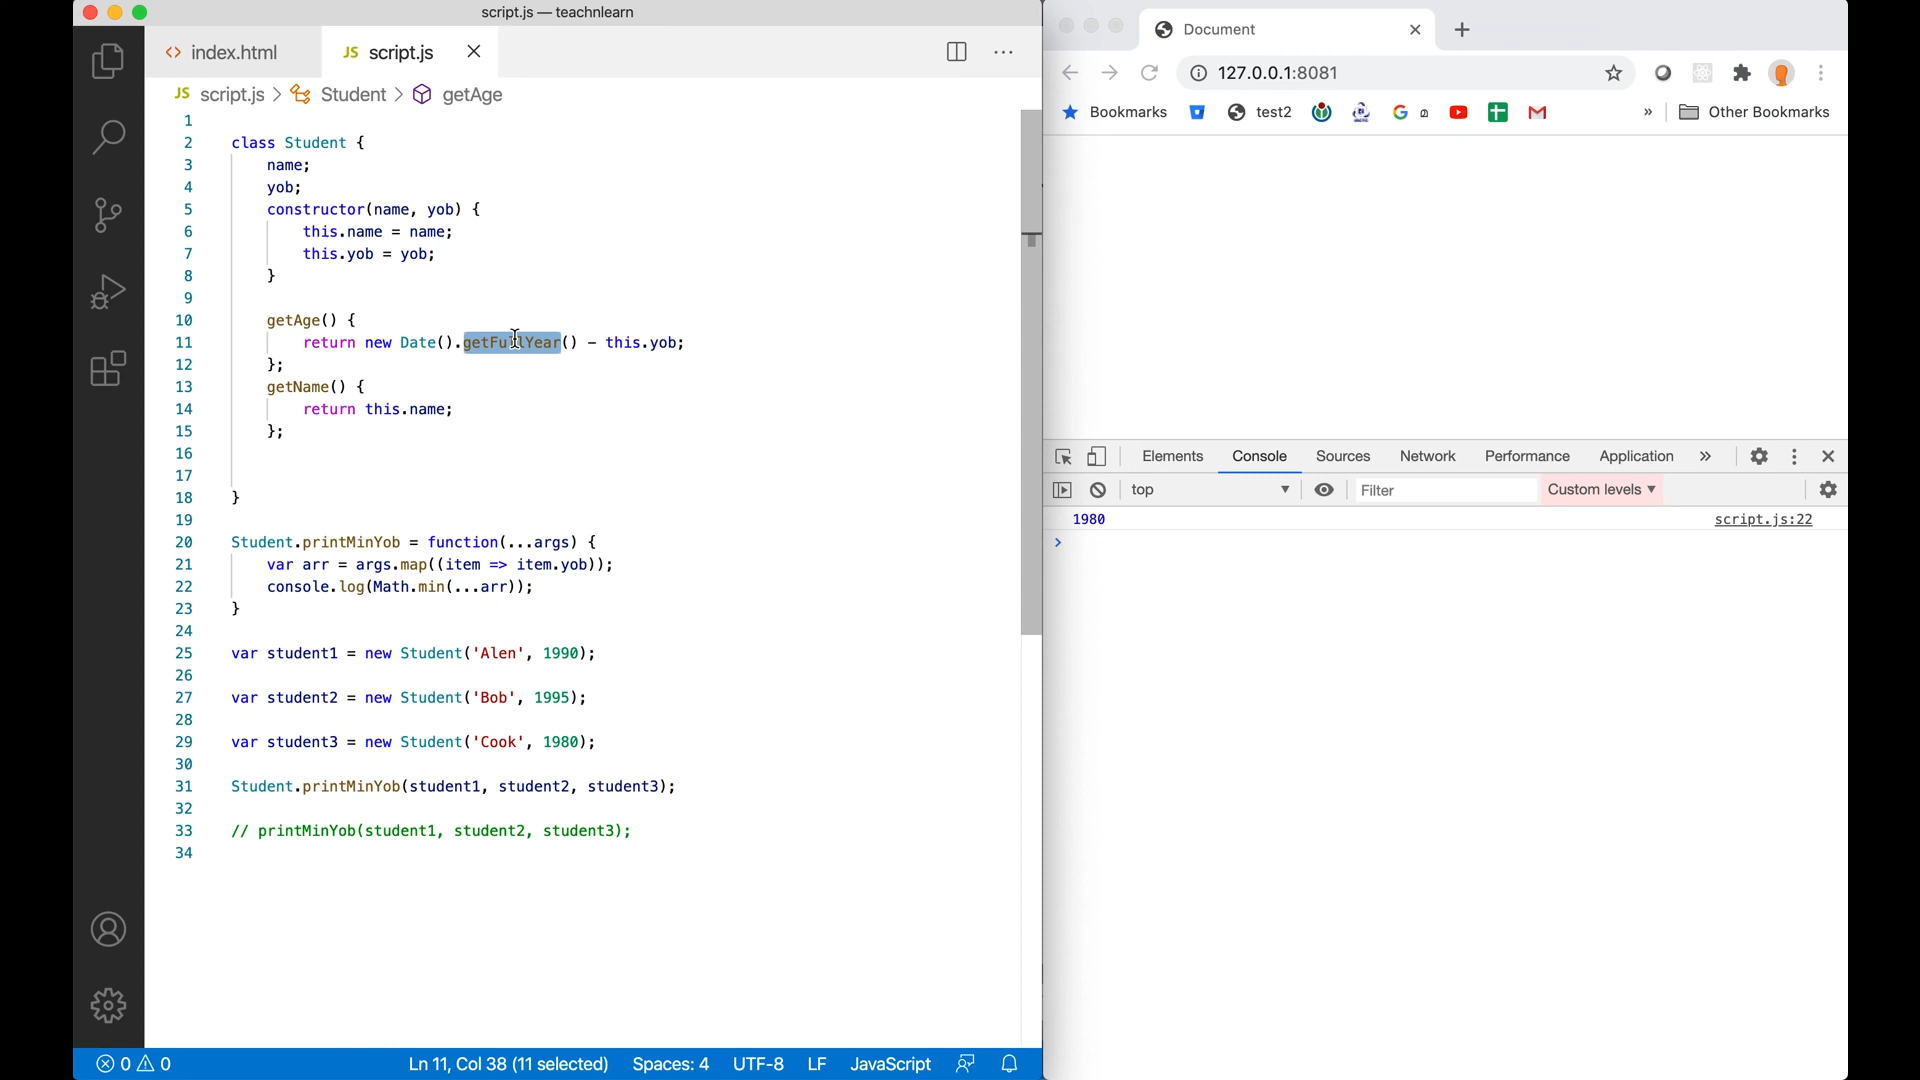 script.js — teachnlearn
index.html
JS script.js
JS script.js > Student > getAge
1
2 class Student {
3 name;
4 yob;
5 constructor(name, yob) {
6 this.name = name;
7 this.yob = yob;
8 }
9
10 getAge() {
11 return new Date().getFullYear() - this.yob;
12 };
13 getName() {
14 return this.name;
15 };
16
17
18 }
19
20 Student.printMinYob = function(...args) {
21 var arr = args.map((item => item.yob));
22 console.log(Math.min(...arr));
23 }
24
25 var student1 = new Student('Alen', 1990);
26
27 var student2 = new Student('Bob', 1995);
28
29 var student3 = new Student('Cook', 1980);
30
31 Student.printMinYob(student1, student2, student3);
32
33 // printMinYob(student1, student2, student3);
34
0 0 Ln 11, Col 38 (11 selected) Spaces: 4 UTF-8 LF JavaScript
Document
127.0.0.1:8081
Bookmarks test2 » Other Bookmarks
Elements Console Sources Network Performance Application »
top Filter Custom levels
1980 script.js:22
>